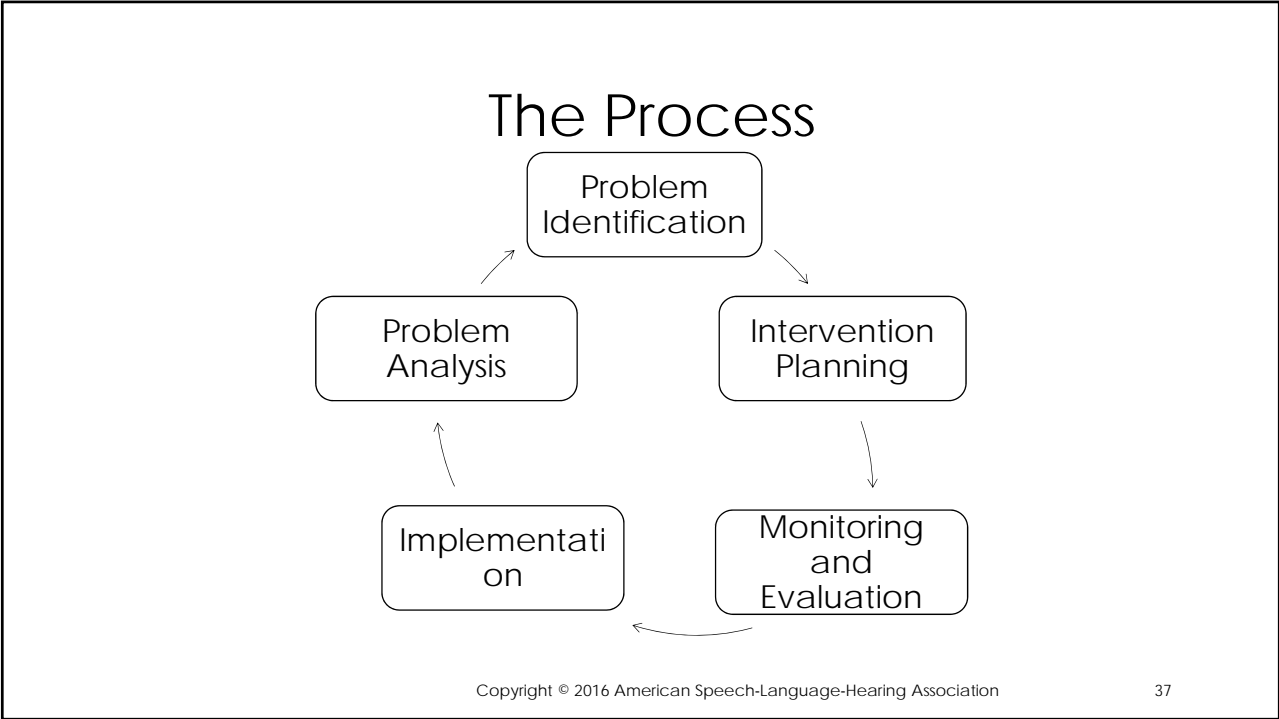 The Process
Problem
Identification
Intervention
Planning
Monitoring
and
Evaluation
Implementati
on
Problem
Analysis
Copyright © 2016 American Speech-Language-Hearing Association
37